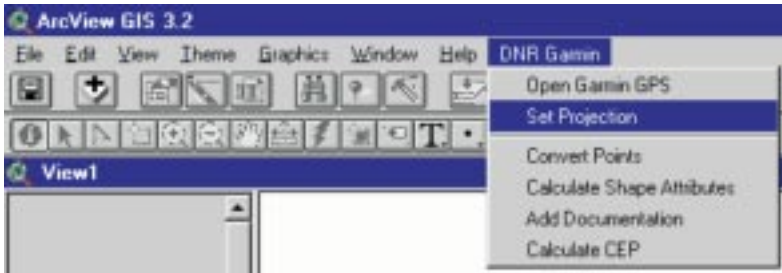 ArcView GIS 3.2
File Edit View Theme Graphics Window Help DNR Garmin
Open Garmin GPS
Set Projection
T.
View1
Convert Points
Calculate Shape Attributes
Add Documentation
Calculate CEP